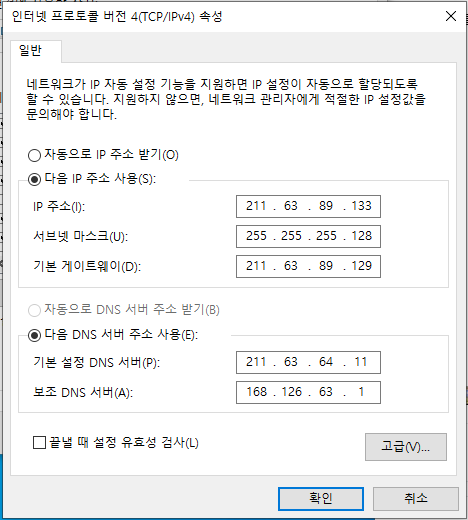 인터넷 프로토콜 버전 4(TCP/IPv4) 속성
일반
네트워크가 IP 자동 설정 기능을 지원하면 IP 설정이 자동으로 할당되도록
할 수 있습니다. 지원하지 않으면, 네트워크 관리자에게 적절한 IP 설정값을
문의해야 합니다.
자동으로 IP 주소 받기(O)
다음 IP 주소 사용(S):
IP 주소(I): 211 . 63 . 89 . 133
서브넷 마스크(U): 255 . 255 . 255 . 128
기본 게이트웨이(D): 211 . 63 . 89 . 129
자동으로 DNS 서버 주소 받기(B)
다음 DNS 서버 주소 사용(E):
기본 설정 DNS 서버(P): 211 . 63 . 64 . 11
보조 DNS 서버(A): 168 . 126 . 63 . 1
끝낼 때 설정 유효성 검사(L)
고급(V)...
확인 취소